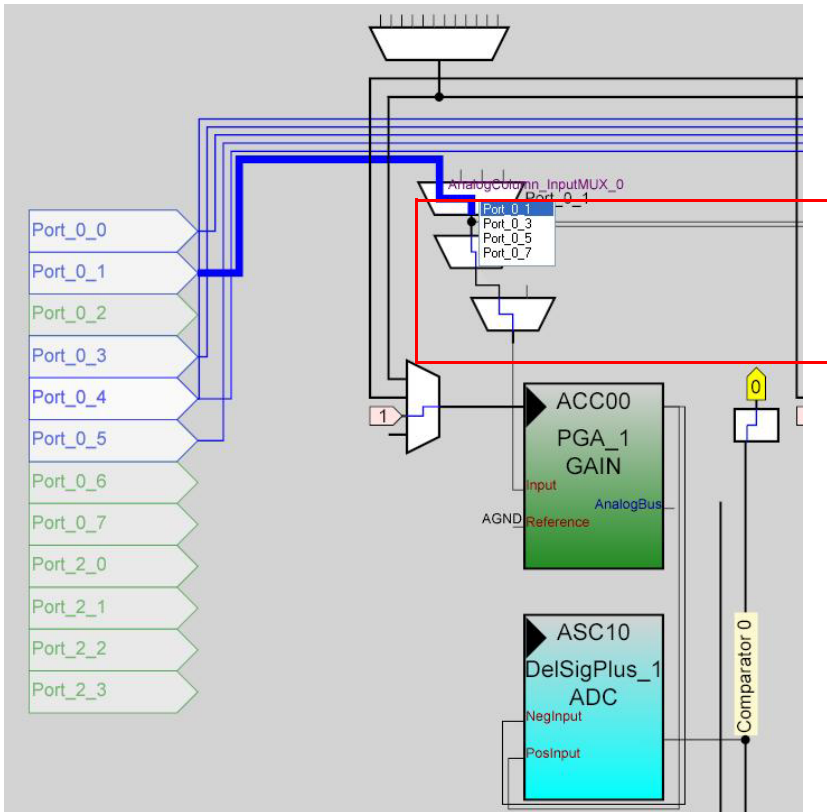 AnalogColumn_InputMUX_0
Port_0_1
Port_0_1
Port_0_3
Port_0_5
Port_0_7
Port_0_0
Port_0_1
Port_0_2
Port_0_3
Port_0_4
Port_0_5
Port_0_6
Port_0_7
Port_2_0
Port_2_1
Port_2_2
Port_2_3
1
ACC00
PGA_1
GAIN
Input
AnalogBus
AGND
Reference
0
ASC10
DelSigPlus_1
ADC
NegInput
PosInput
Comparator 0